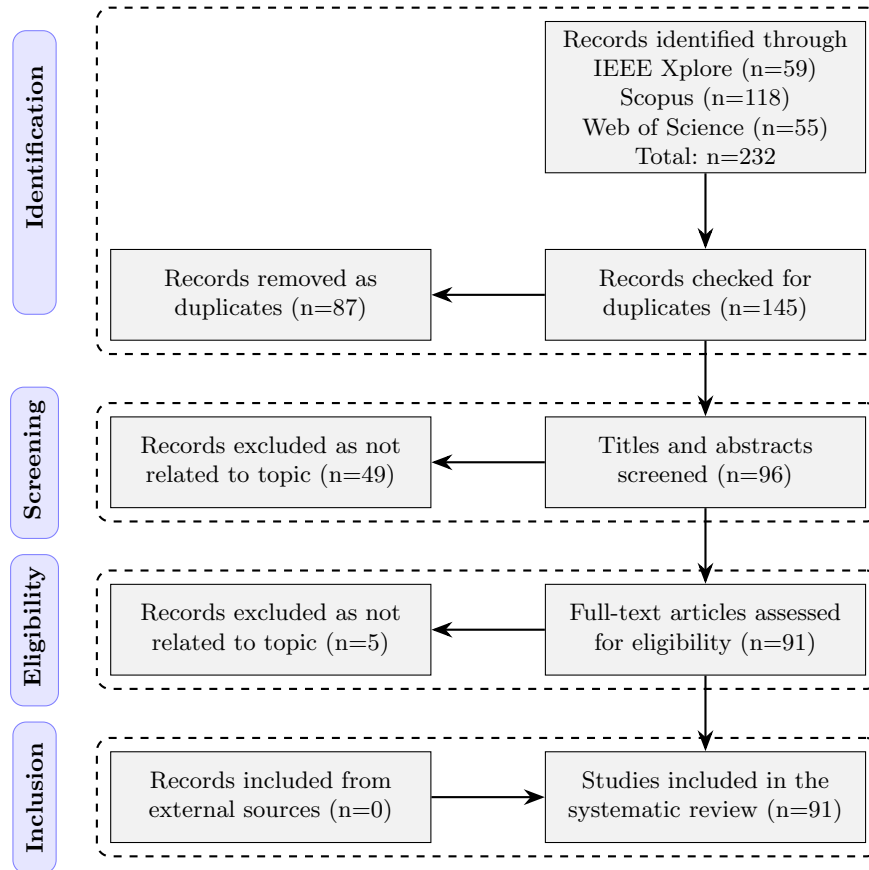 Identification
Records identified through
IEEE Xplore (n=59)
Scopus (n=118)
Web of Science (n=55)
Total: n=232
Records removed as
duplicates (n=87)
Records checked for
duplicates (n=145)
Screening
Records excluded as not
related to topic (n=49)
Titles and abstracts
screened (n=96)
Eligibility
Records excluded as not
related to topic (n=5)
Full-text articles assessed
for eligibility (n=91)
Inclusion
Records included from
external sources (n=0)
Studies included in the
systematic review (n=91)